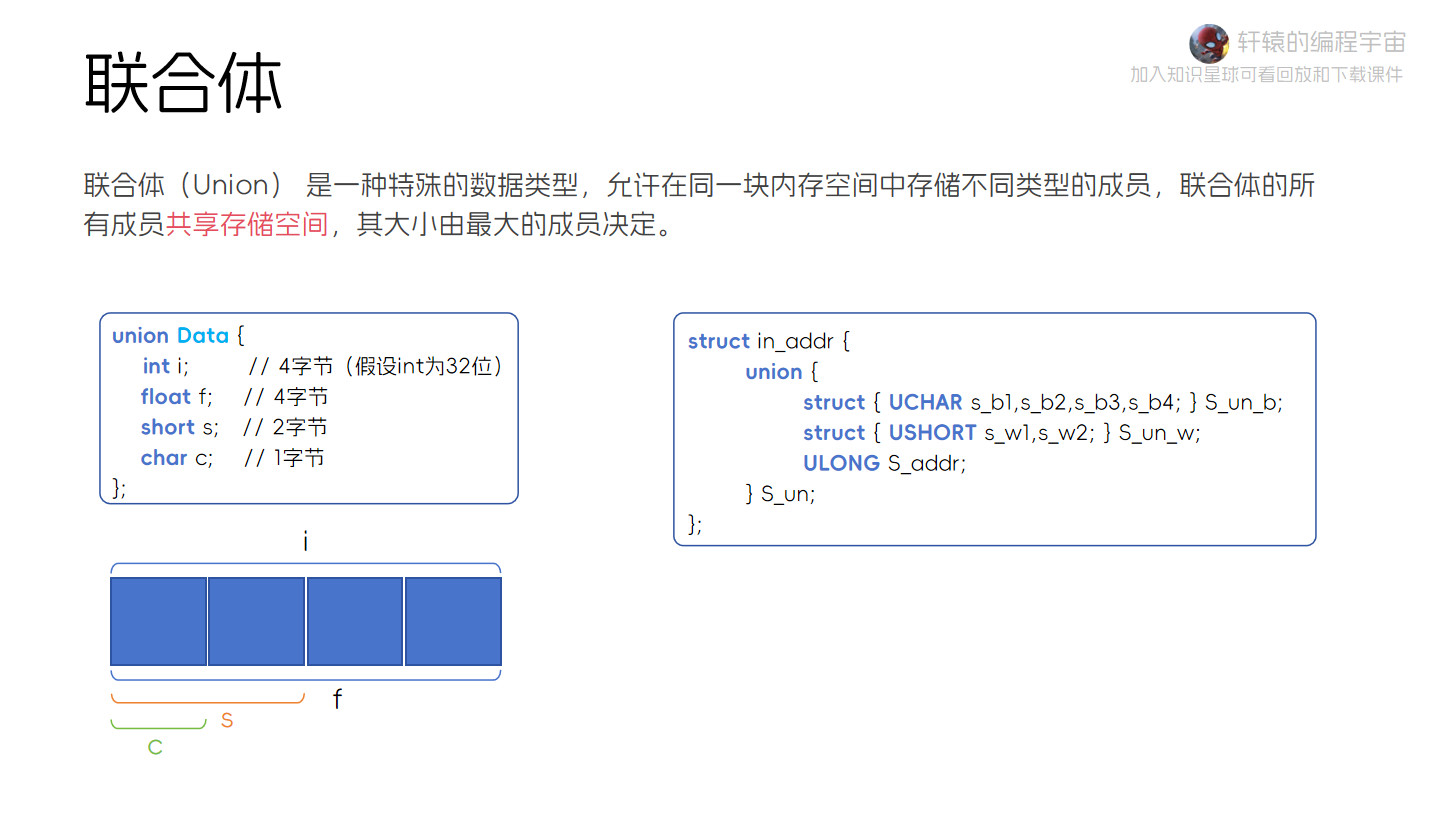 轩辕的编程宇宙
加入知识星球可看回放和下载课件
联合体
联合体（Union） 是一种特殊的数据类型，允许在同一块内存空间中存储不同类型的成员，联合体的所
有成员共享存储空间，其大小由最大的成员决定。
union Data {
int i; // 4字节（假设int为32位）
float f; // 4字节
short s; // 2字节
char c; // 1字节
};
i
f
s
c
struct in_addr {
union {
struct { UCHAR s_b1,s_b2,s_b3,s_b4; } S_un_b;
struct { USHORT s_w1,s_w2; } S_un_w;
ULONG S_addr;
} S_un;
};